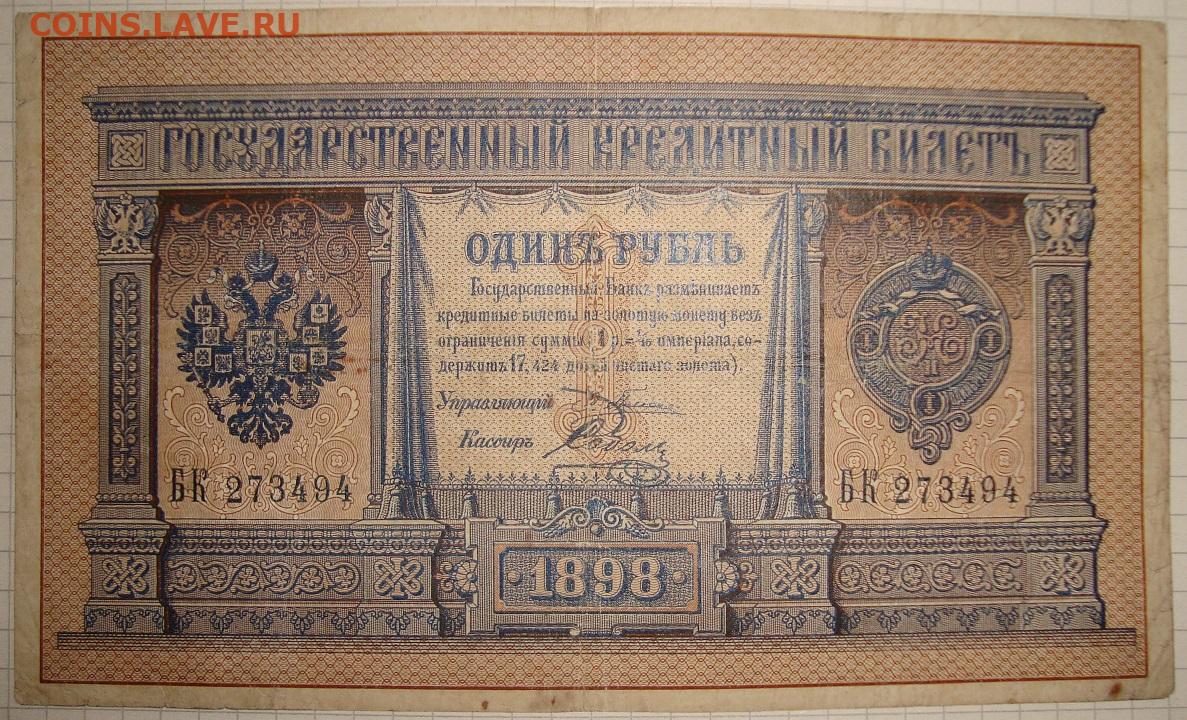 COINS.LAVE.RU
ГОСУДАРСТВЕННЫЙ КРЕДИТНЫЙ БИЛЕТЪ
ОДИНЪ РУБЛЬ
Государственный Банкъ размѣниваетъ
кредитные билеты на золотую монету безъ
ограниченія суммы (1 р.=1/15 имперіала, со-
держитъ 17,424 долей чистаго золота).
Управляющій
Кассиръ
БК 273494
БК 273494
1898